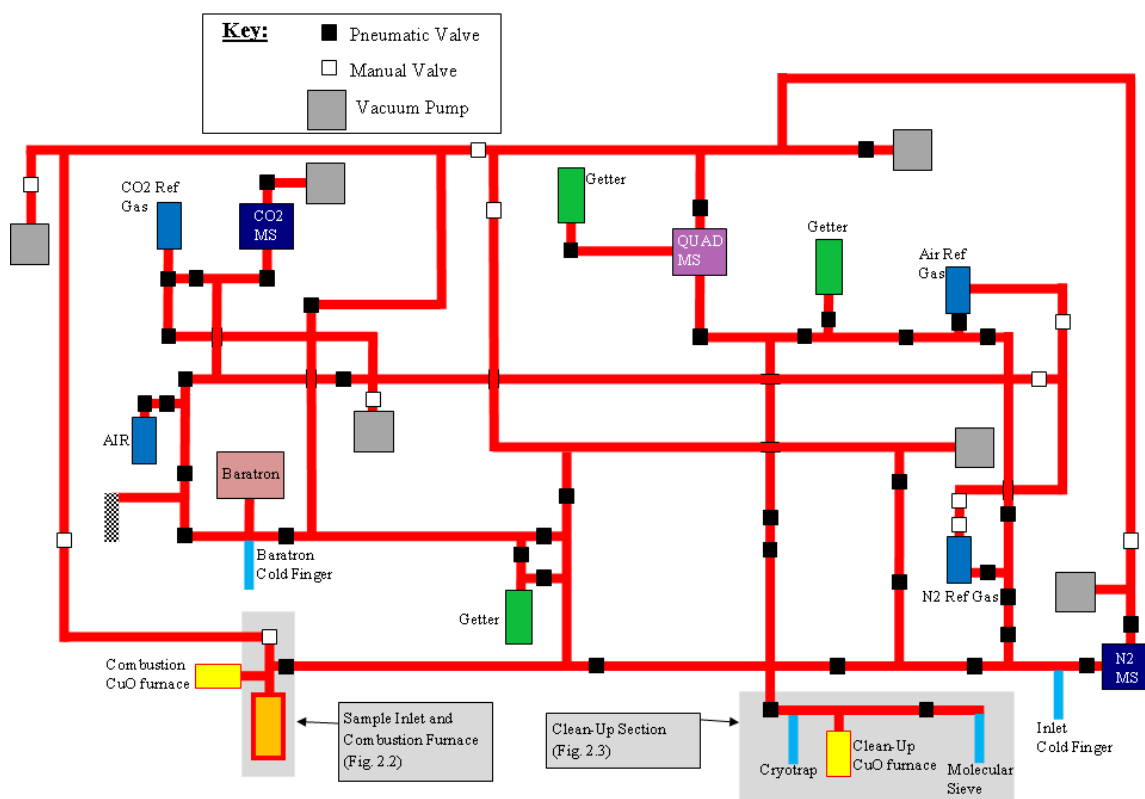 Key:
Pneumatic Valve
Manual Valve
Vacuum Pump
CO2 Ref
Gas
CO2
MS
Getter
QUAD
MS
Getter
Air Ref
Gas
AIR
Baratron
Baratron
Cold Finger
Getter
N2 Ref Gas
N2
MS
Combustion
CuO furnace
Sample Inlet and
Combustion Furnace
(Fig. 2.2)
Clean-Up Section
(Fig. 2.3)
Cryotrap
Clean-Up
CuO furnace
Molecular
Sieve
Inlet
Cold Finger